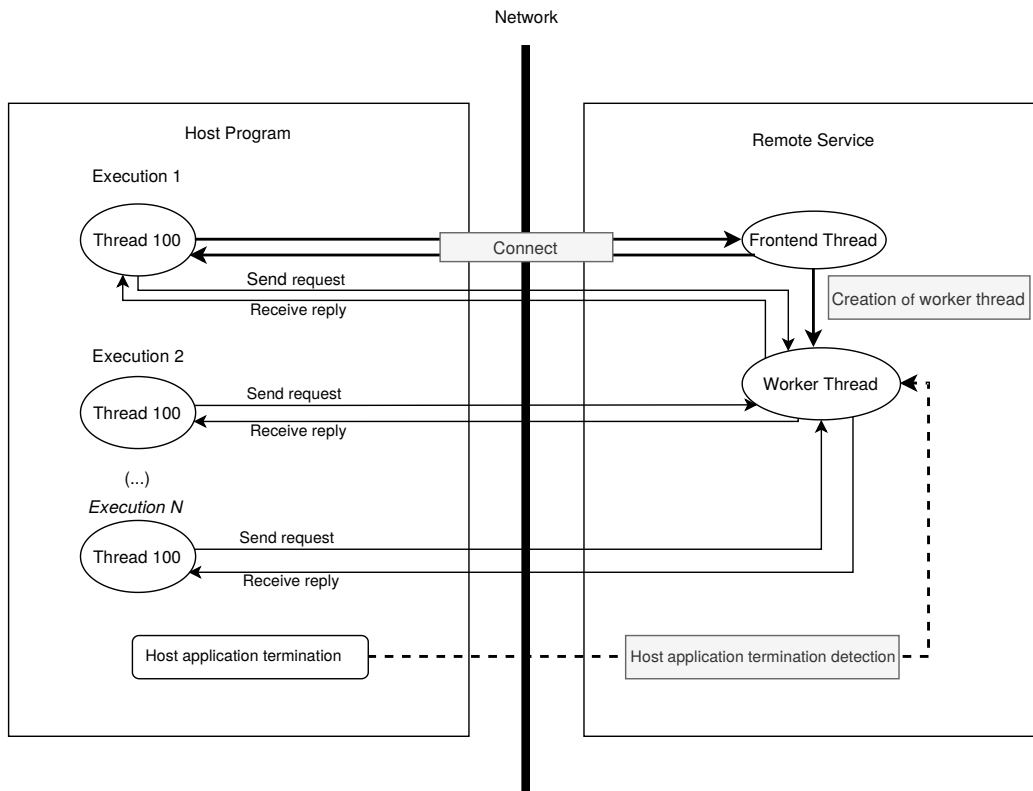 Network
Host Program
Remote Service
Execution 1
Thread 100
Connect
Frontend Thread
Send request
Receive reply
Creation of worker thread
Execution 2
Thread 100
Send request
Receive reply
Worker Thread
(...)
Execution N
Thread 100
Send request
Receive reply
Host application termination
Host application termination detection